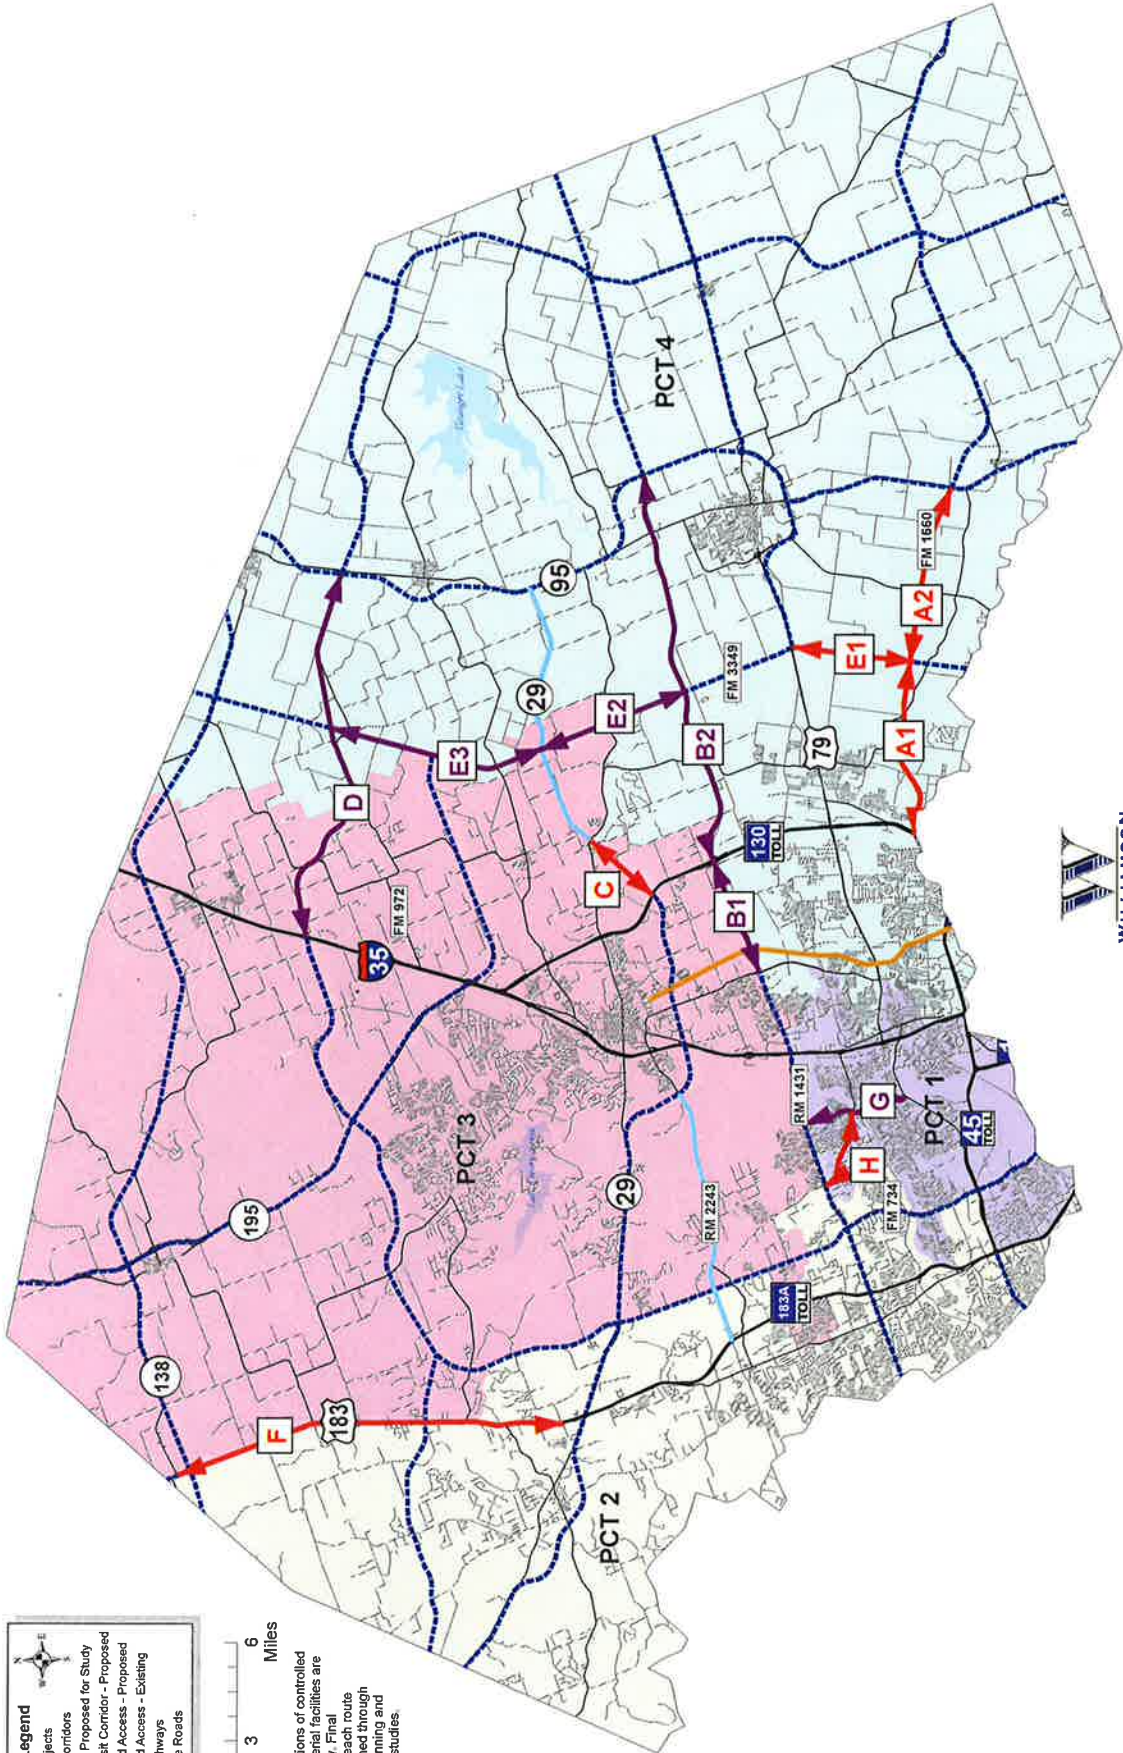 Legend
N
W
E
S
jects
orridors
Proposed for Study
sit Corridor - Proposed
d Access - Proposed
d Access - Existing
hways
e Roads
3
6
Miles
ions of controlled
erial facilities are
y. Final
each route
ned through
nning and
studies.
138
195
F
183
PCT 2
PCT 3
29
RM 2243
183A
TOLL
FM 734
RM 1431
H
G
PCT 1
45
TOLL
35
FM 972
D
E3
29
E2
95
C
B1
B2
130
TOLL
FM 3349
79
E1
A1
A2
FM 1660
PCT 4
Granger Lake
WILLIAMSON